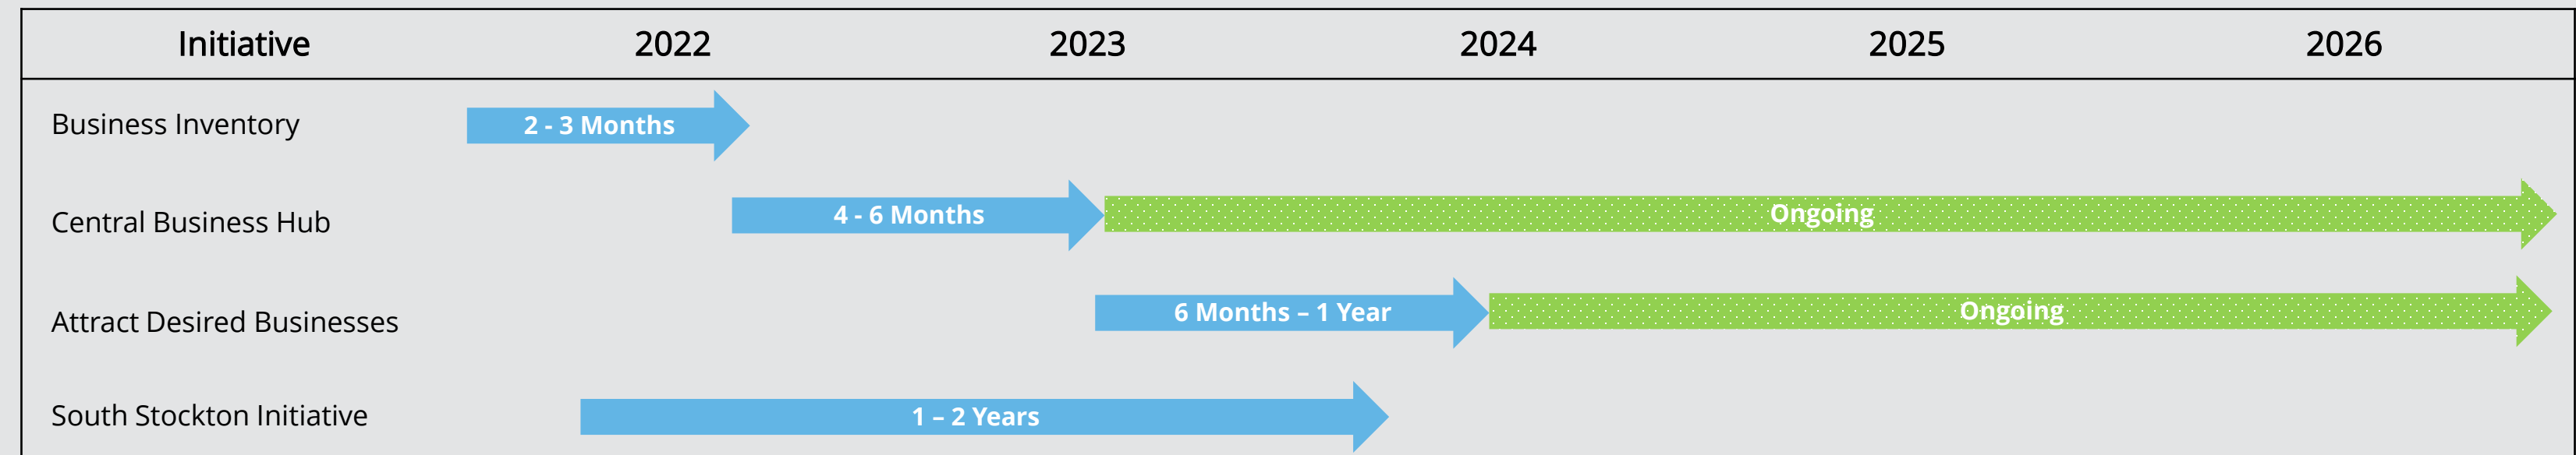 Initiative 2022 2023 2024 2025 2026
Business Inventory 2 - 3 Months
Central Business Hub 4 - 6 Months Ongoing
Attract Desired Businesses 6 Months – 1 Year Ongoing
South Stockton Initiative 1 – 2 Years